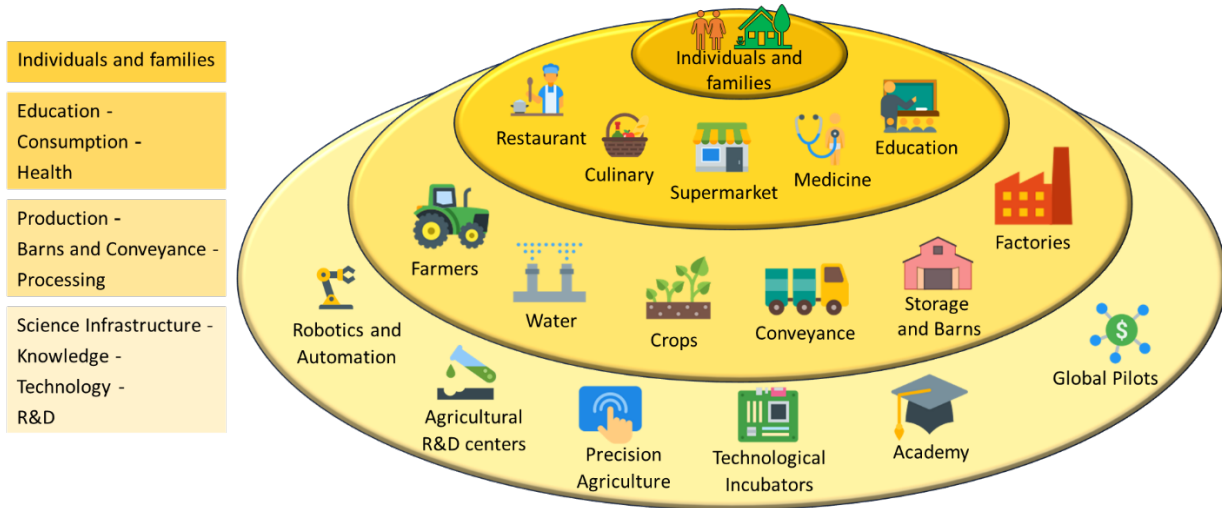 Individuals and families
Education -
Consumption -
Health
Production -
Barns and Conveyance -
Processing
Science Infrastructure -
Knowledge -
Technology -
R&D
Individuals and
families
Restaurant
Culinary
Supermarket
Medicine
Education
Farmers
Water
Crops
Conveyance
Storage
and Barns
Factories
Robotics and
Automation
Agricultural
R&D centers
Precision
Agriculture
Technological
Incubators
Academy
$
Global Pilots